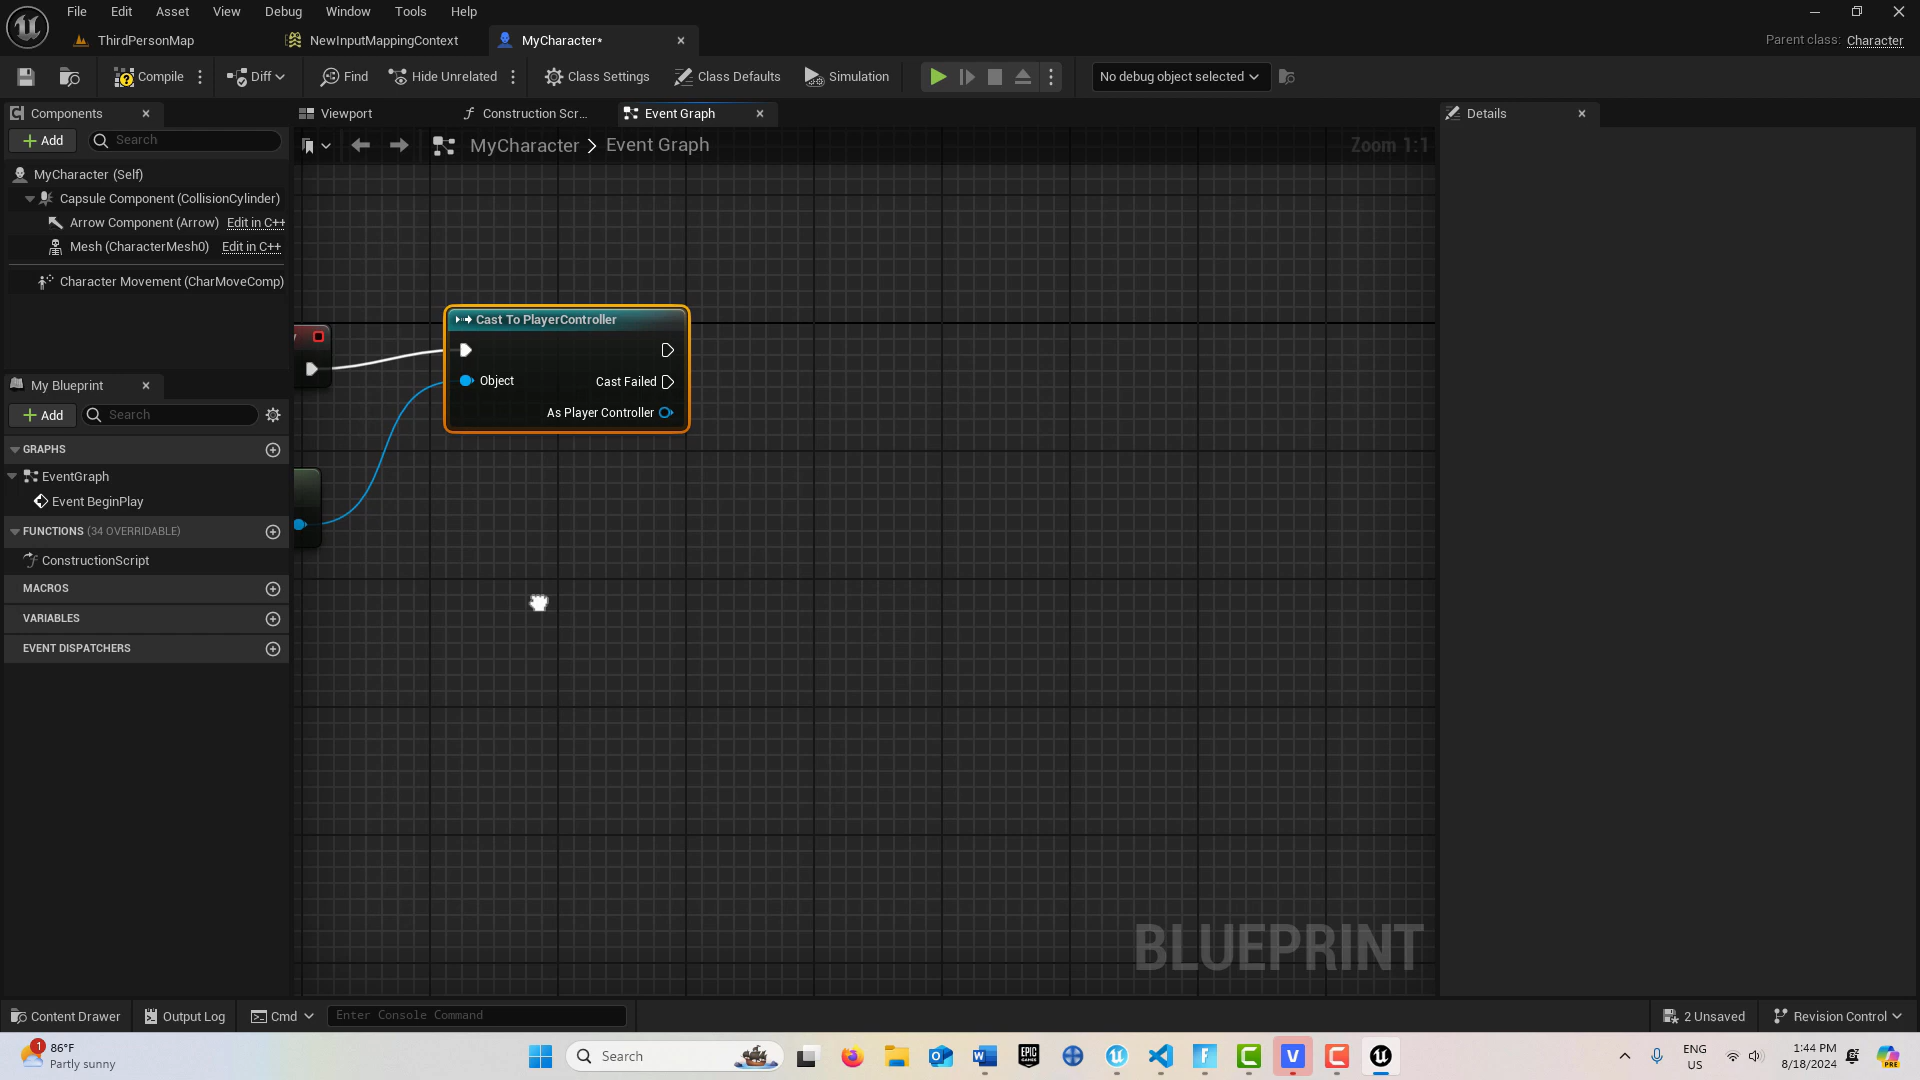 File Edit Asset View Debug Window Tools Help
ThirdPersonMap NewInputMappingContext MyCharacter*
Parent class: Character
Compile Diff Find Hide Unrelated Class Settings Class Defaults Simulation No debug object selected
Components Viewport Construction Scr... Event Graph Details
Add Search
MyCharacter > Event Graph Zoom 1:1
MyCharacter (Self)
Capsule Component (CollisionCylinder)
Arrow Component (Arrow) Edit in C++
Mesh (CharacterMesh0) Edit in C++
Character Movement (CharMoveComp)
Cast To PlayerController
Object Cast Failed
As Player Controller
My Blueprint
Add Search
GRAPHS
EventGraph
Event BeginPlay
FUNCTIONS (34 OVERRIDABLE)
ConstructionScript
MACROS
VARIABLES
EVENT DISPATCHERS
BLUEPRINT
Content Drawer Output Log Cmd Enter Console Command 2 Unsaved Revision Control
1 86°F
Partly sunny
Search
ENG
US
1:44 PM
8/18/2024